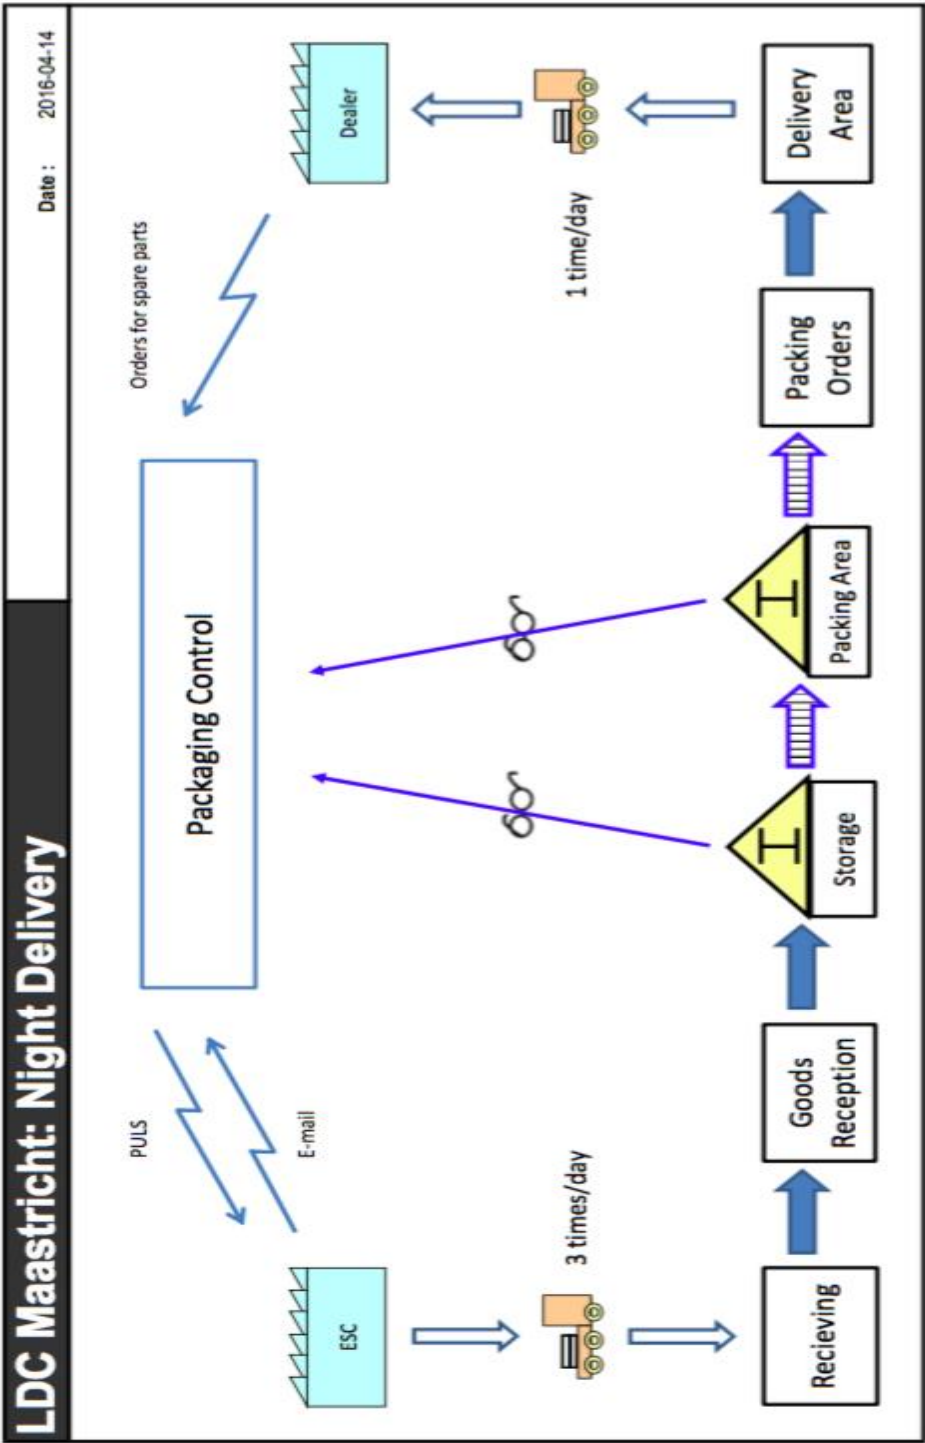 LDC Maastricht: Night Delivery
Date : 2016-04-14
PULS
Orders for spare parts
Packaging Control
E-mail
ESC
Dealer
3 times/day
1 time/day
Recieving
Goods
Reception
Storage
Packing Area
Packing
Orders
Delivery
Area